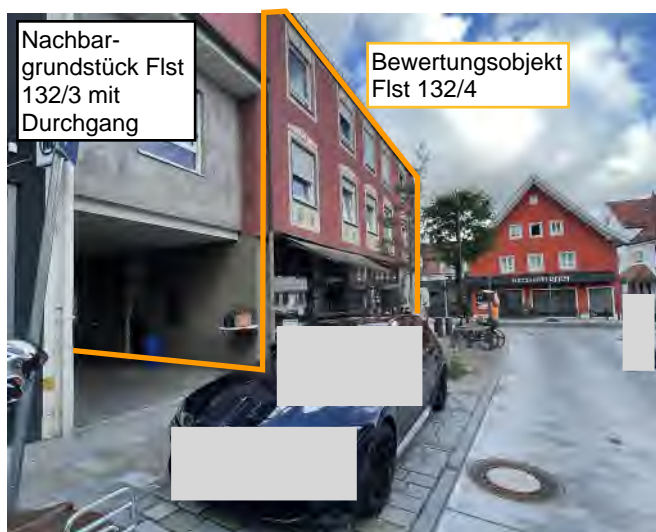 Nachbar-
grundstück Flst
132/3 mit
Durchgang
Bewertungsobjekt
Flst 132/4